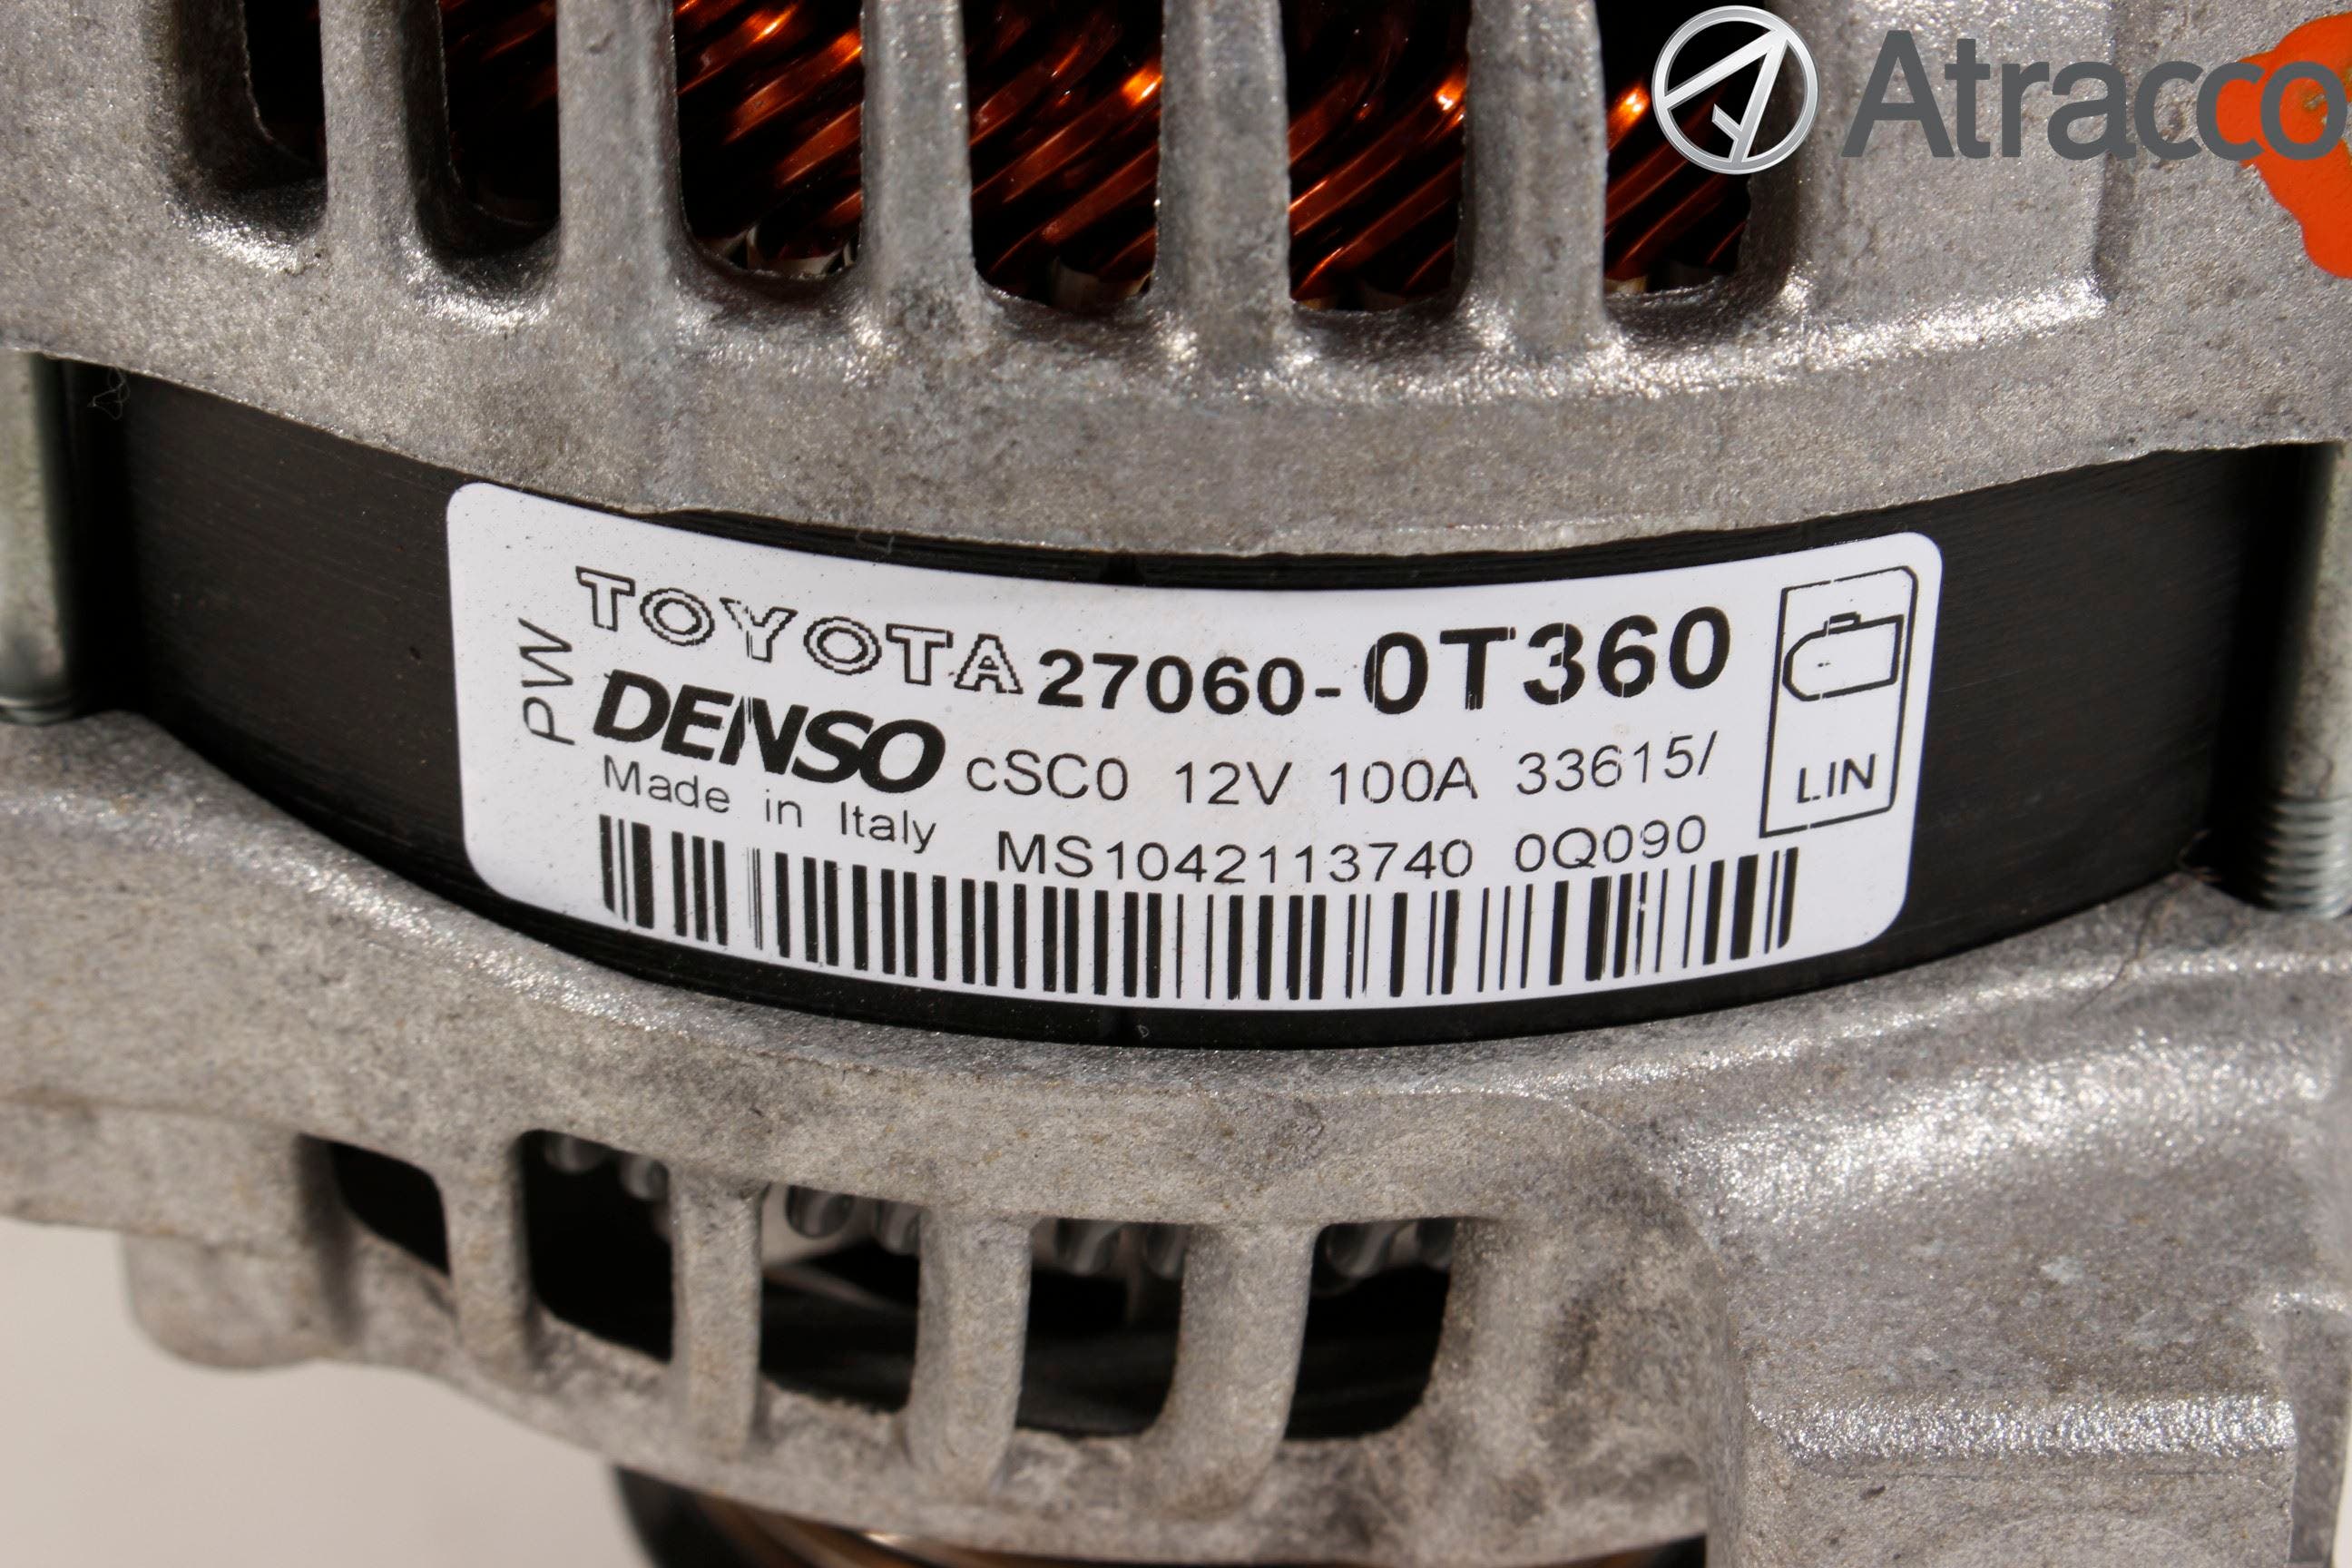 Atracco
PW
TOYOTA 27060-0T360
DENSO cSC0 12V 100A 33615/
Made in Italy MS1042113740 0Q090
LIN